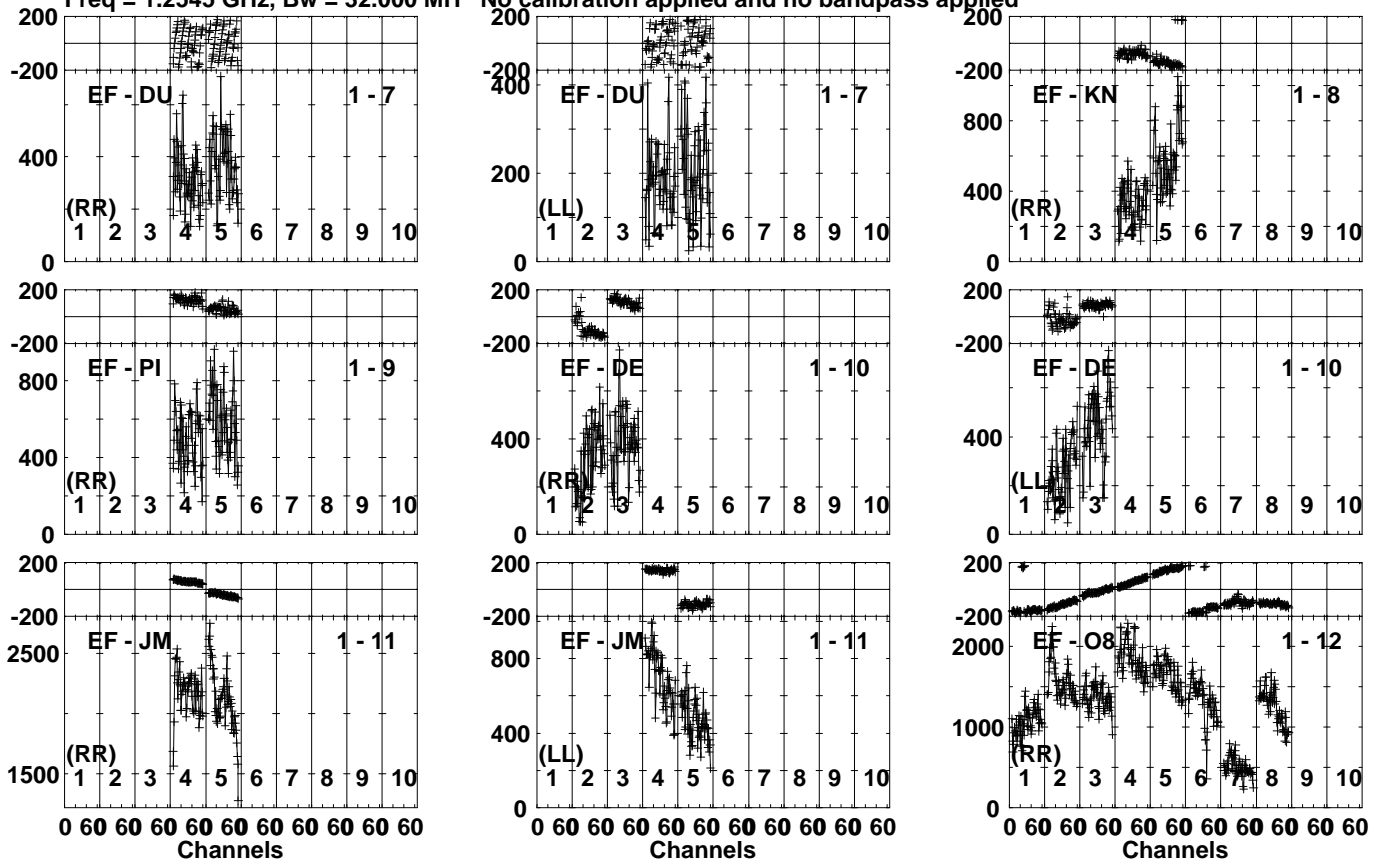 Freq = 1.2545 GHz, Bw = 32.000 MH No calibration applied and no bandpass applied
200
-200
EF - DU 1 - 7
400
(RR)
1 2 3 4 5 6 7 8 9 10
0
-200
400
EF - DU 1 - 7
200
(LL)
1 2 3 4 5 6 7 8 9 10
0
200
-200
EF - KN 1 - 8
800
400
(RR)
1 2 3 4 5 6 7 8 9 10
0
200
-200
EF - PI 1 - 9
800
400
(RR)
1 2 3 4 5 6 7 8 9 10
0
200
-200
EF - DE 1 - 10
400
(RR)
1 2 3 4 5 6 7 8 9 10
0
200
-200
EF - DE 1 - 10
400
(LL)
1 2 3 4 5 6 7 8 9 10
0
200
-200
EF - JM 1 - 11
2500
(RR)
1500
1 2 3 4 5 6 7 8 9 10
0 60 60 60 60 60 60 60 60 60 60
Channels
200
-200
EF - JM 1 - 11
800
400
(LL)
1 2 3 4 5 6 7 8 9 10
0
0 60 60 60 60 60 60 60 60 60 60
Channels
200
-200
EF - O8 1 - 12
2000
1000
(RR)
1 2 3 4 5 6 7 8 9 10
0
0 60 60 60 60 60 60 60 60 60 60
Channels